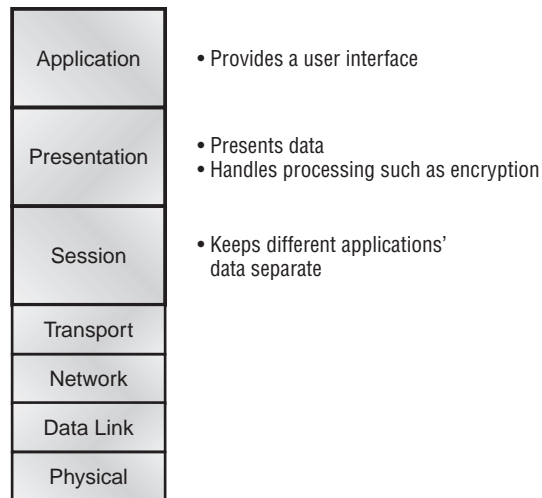 Application
• Provides a user interface
Presentation
• Presents data
• Handles processing such as encryption
Session
• Keeps different applications’
data separate
Transport
Network
Data Link
Physical